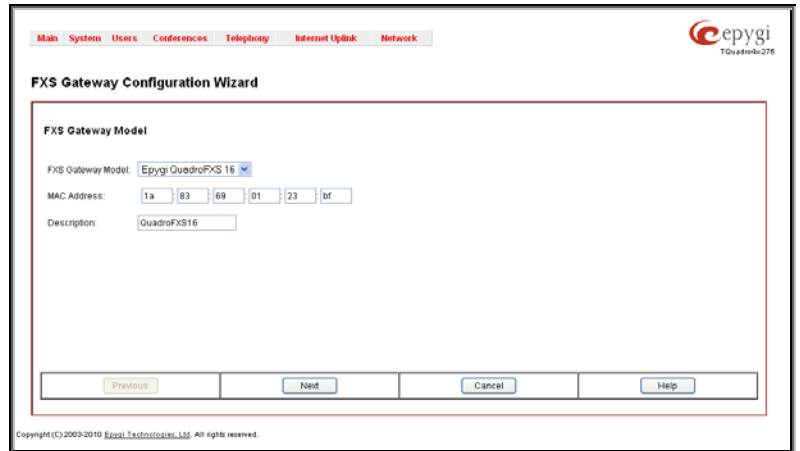 Main System Users Conferences Telephony Internet Uplink Network
epygi
FXS Gateway Configuration Wizard
FXS Gateway Model
FXS Gateway Model: Epygi QuadroFXS 16
MAC Address: 1a : 83 : 69 : 01 : 23 : bf
Description: QuadroFXS16
Previous Next Cancel Help
Copyright (C) 2003-2010 Epygi Technologies, Ltd. All rights reserved.